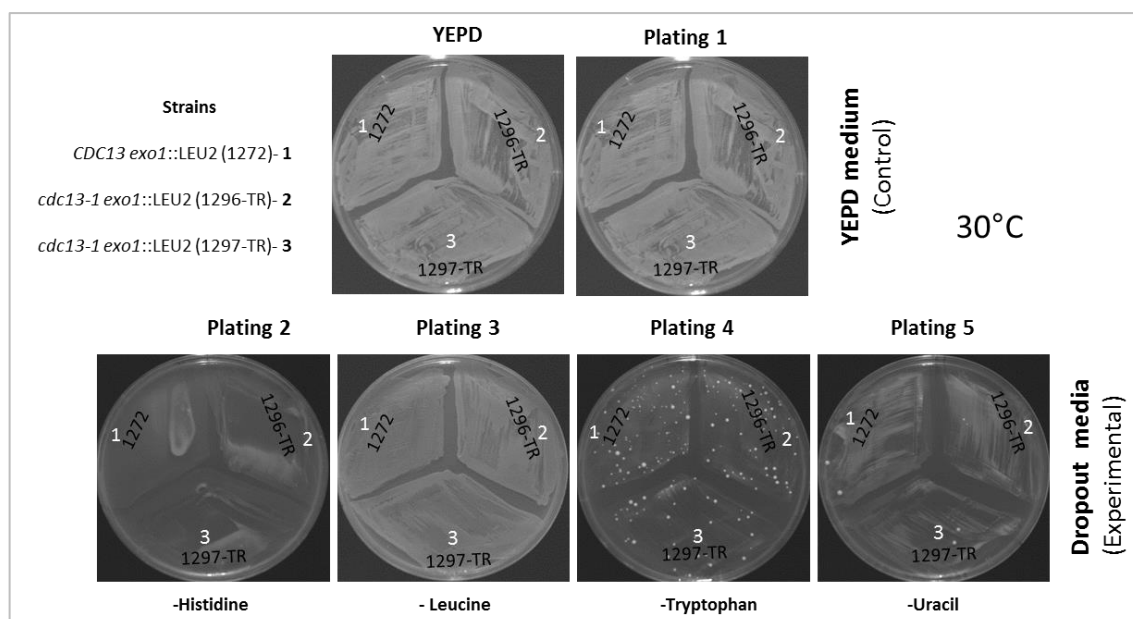 YEPD
Plating 1
Strains
CDC13 exo1::LEU2 (1272)- 1
cdc13-1 exo1::LEU2 (1296-TR)- 2
cdc13-1 exo1::LEU2 (1297-TR)- 3
1
1272
1296-TR
2
3
1297-TR
1
1272
1296-TR
2
3
1297-TR
YEPD medium
(Control)
30°C
Plating 2
Plating 3
Plating 4
Plating 5
1
1272
1296-TR
2
3
1297-TR
1
1272
1296-TR
2
3
1297-TR
1
1272
1296-TR
2
3
1297-TR
1
1272
1296-TR
2
3
1297-TR
Dropout media
(Experimental)
-Histidine
- Leucine
-Tryptophan
-Uracil